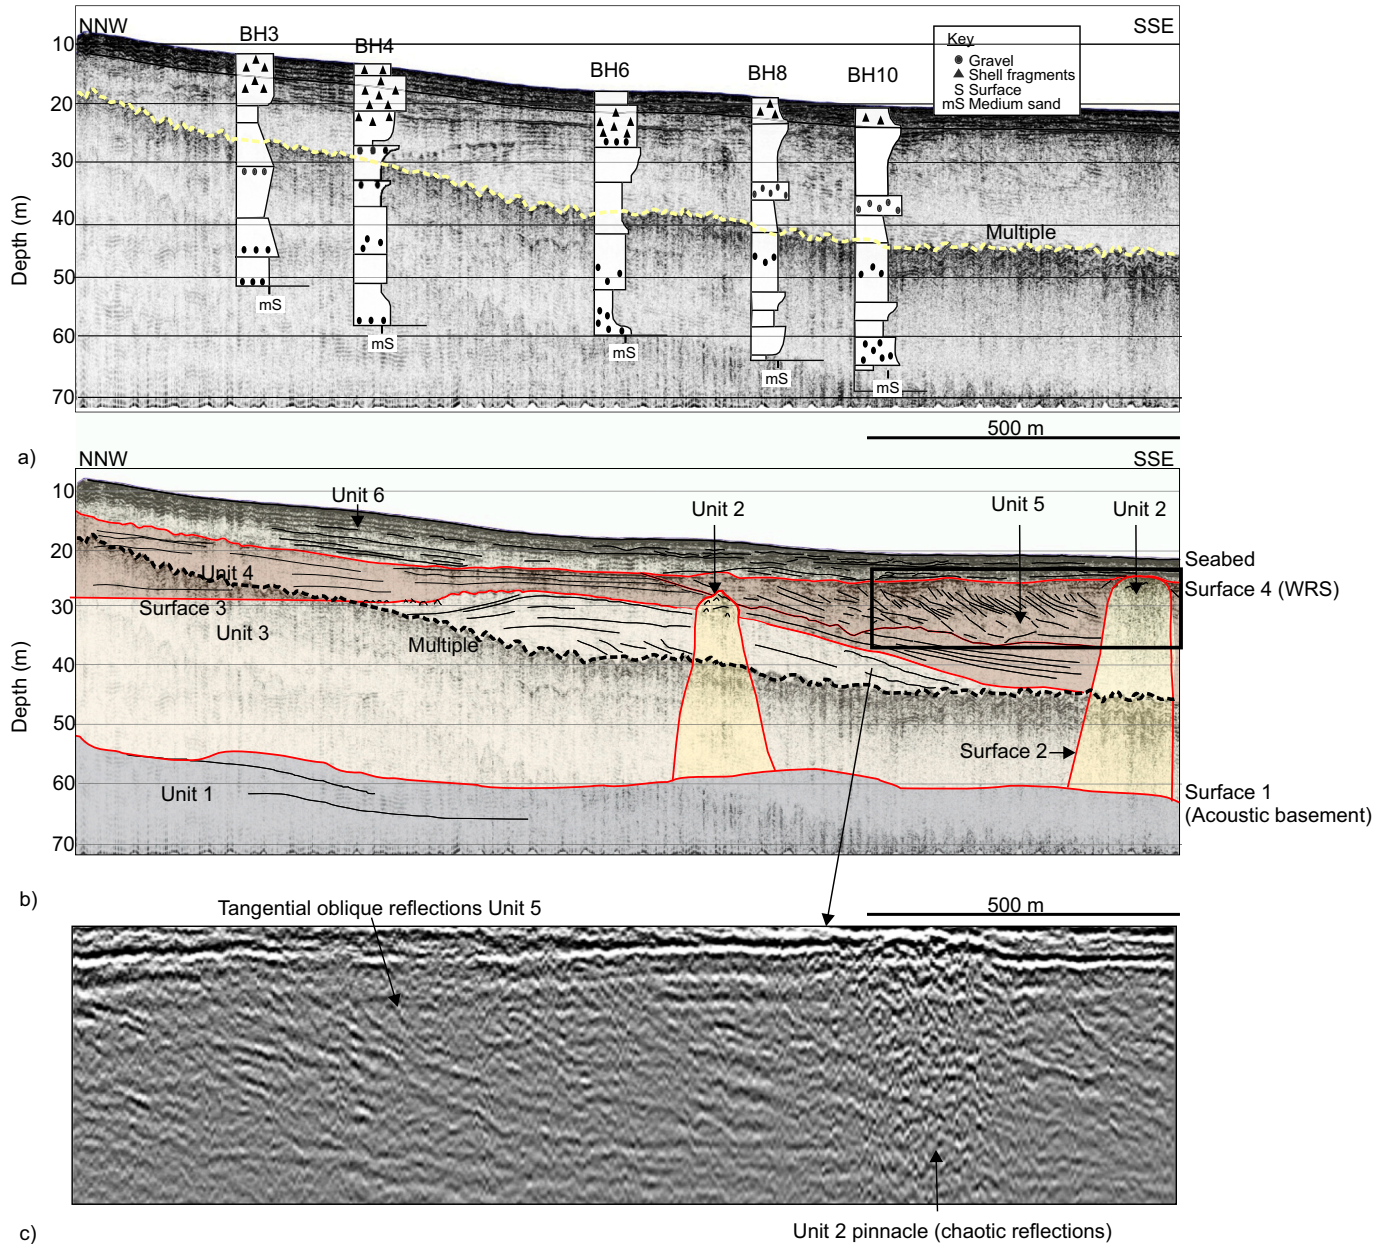 NNW
SSE
BH3
BH4
BH6
BH8
BH10
Key
Gravel
Shell fragments
S Surface
mS Medium sand
10
20
30
40
50
60
70
Depth (m)
Multiple
mS
mS
mS
mS
mS
500 m
a)
NNW
SSE
10
20
30
40
50
60
70
Depth (m)
Unit 6
Unit 2
Unit 5
Unit 2
Seabed
Surface 4 (WRS)
Unit 4
Surface 3
Unit 3
Multiple
Surface 2
Unit 1
Surface 1
(Acoustic basement)
b)
500 m
Tangential oblique reflections Unit 5
Unit 2 pinnacle (chaotic reflections)
c)